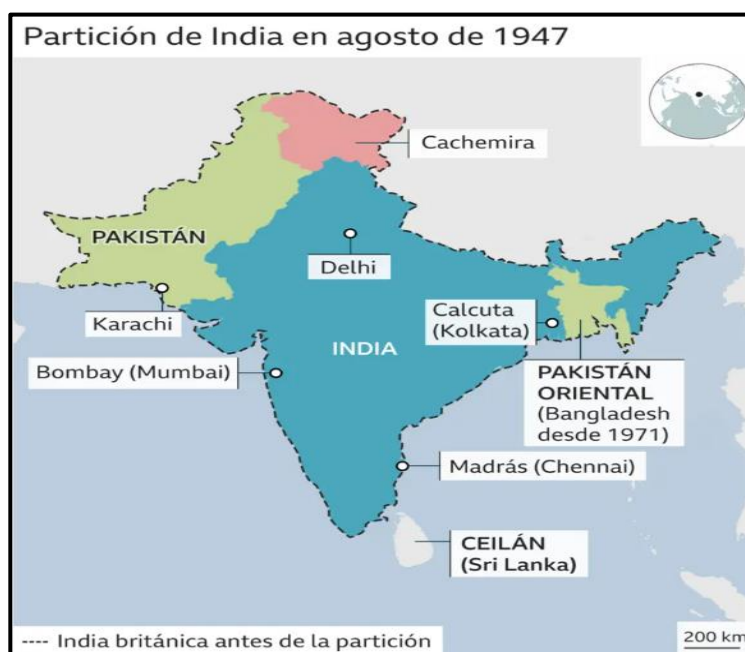 Partición de India en agosto de 1947
Cachemira
PAKISTÁN
Delhi
Karachi
Calcuta
(Kolkata)
INDIA
Bombay (Mumbai)
PAKISTÁN
ORIENTAL
(Bangladesh
desde 1971)
Madrás (Chennai)
CEILÁN
(Sri Lanka)
---- India británica antes de la partición
200 km